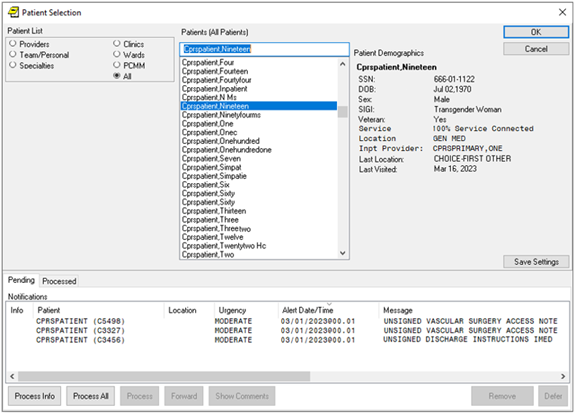 Patient Selection
Patient List
Providers
Clinics
Team/Personal
Wards
Specialties
PCMM
All
Patients (All Patients)
Cprspatient,Nineteen
Cprspatient,Four
Cprspatient,Fourteen
Cprspatient,Fourtyfour
Cprspatient,Inpatient
Cprspatient,N Ms
Cprspatient,Nineteen
Cprspatient,Ninetyfourms
Cprspatient,One
Cprspatient,Onec
Cprspatient,Onehundred
Cprspatient,Onehundredone
Cprspatient,Seven
Cprspatient,Simpat
Cprspatient,Simpatie
Cprspatient,Six
Cprspatient,Sixty
Cprspatient,Sixty
Cprspatient,Thirteen
Cprspatient,Three
Cprspatient,Threetwo
Cprspatient,Twelve
Cprspatient,Twentytwo Hc
Cprspatient,Two
OK
Cancel
Patient Demographics
Cprspatient,Nineteen
SSN: 666-01-1122
DOB: Jul 02,1970
Sex: Male
SIGI: Transgender Woman
Veteran: Yes
Service 100% Service Connected
Location GEN MED
Inpt Provider: CPRSPRIMARY,ONE
Last Location: CHOICE-FIRST OTHER
Last Visited: Mar 16, 2023
Save Settings
Pending Processed
Notifications
Info Patient Location Urgency Alert Date/Time Message
CPRSPATIENT (C5498) MODERATE 03/01/2023@00.01 UNSIGNED VASCULAR SURGERY ACCESS NOTE
CPRSPATIENT (C3327) MODERATE 03/01/2023@00.01 UNSIGNED VASCULAR SURGERY ACCESS NOTE
CPRSPATIENT (C3456) MODERATE 03/01/2023@00.01 UNSIGNED DISCHARGE INSTRUCTIONS IMED
Process Info Process All Process Forward Show Comments Remove Defer